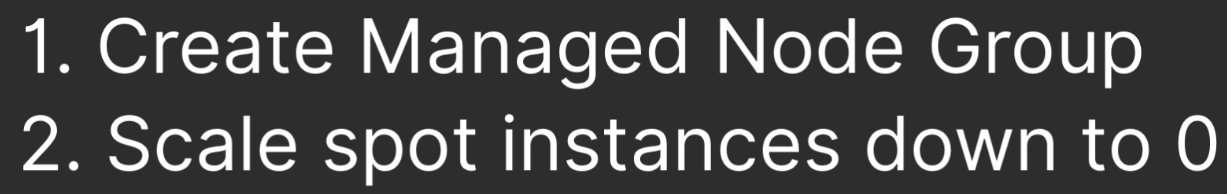 1. Create Managed Node Group
2. Scale spot instances down to 0